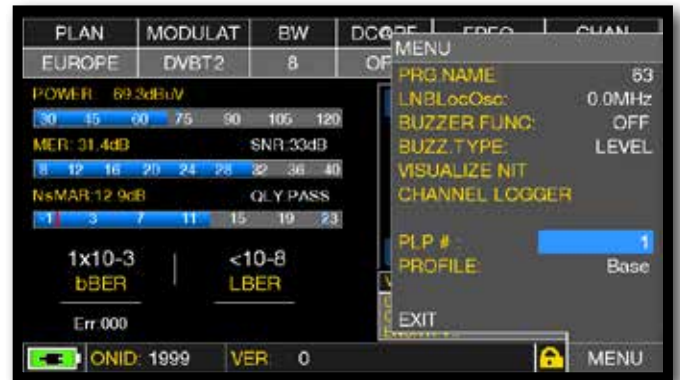 PLAN MODULAT BW
EUROPE DVBT2 8
POWER: 69.3dBuV
30 45 60 75 90 105 120
MER: 31.4dB SNR:33dB
8 12 16 20 24 28 32 36 40
NsMAR:12.9dB QLY:PASS
-1 3 7 11 15 19 23
1x10-3 <10-8
bBER LBER
Err.000
ONID: 1999 VER 0 MENU
MENU
PRG.NAME 63
LNBLocOsc: 0.0MHz
BUZZER FUNC: OFF
BUZZ.TYPE: LEVEL
VISUALIZE NIT
CHANNEL LOGGER
PLP # : 1
PROFILE: Base
EXIT